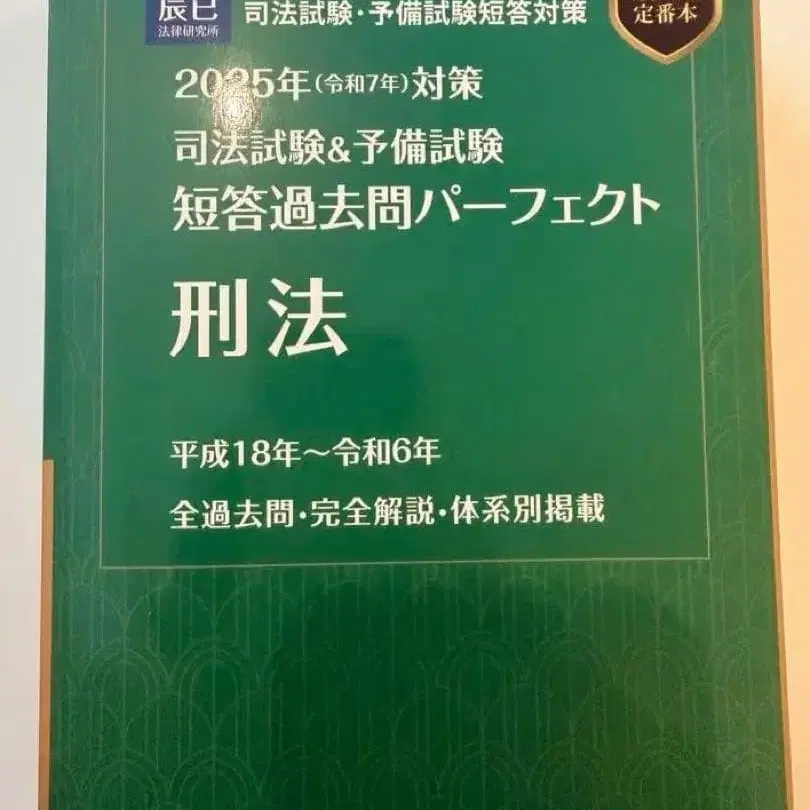 辰已
法律研究所
司法試験・予備試験短答対策
定番本
2025年(令和7年)対策
司法試験&予備試験
短答過去問パーフェクト
刑法
平成18年～令和6年
全過去問・完全解説・体系別掲載